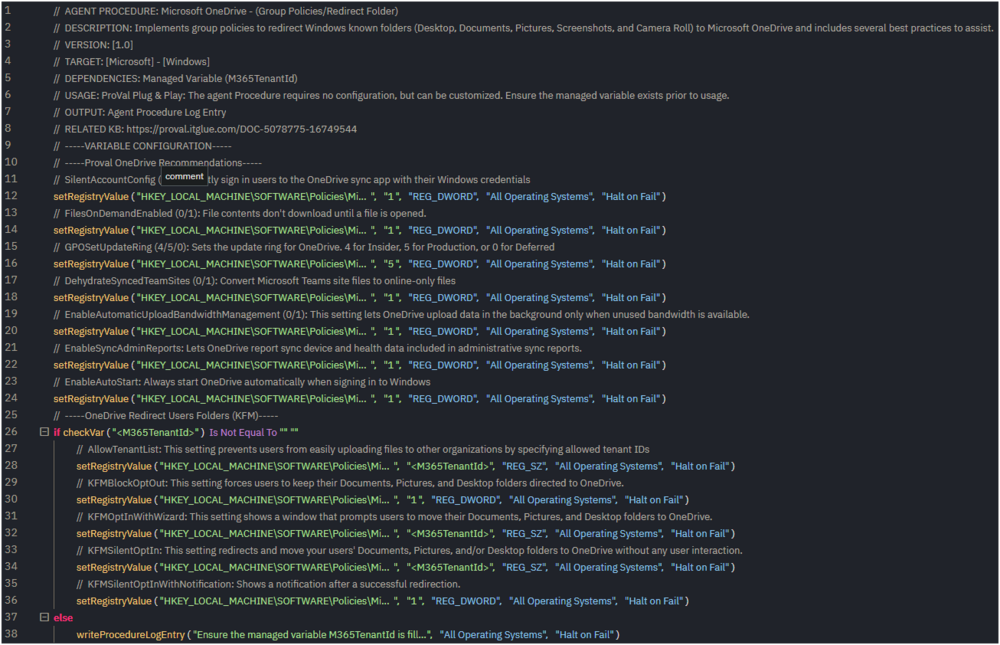 1 // AGENT PROCEDURE: Microsoft OneDrive - (Group Policies/Redirect Folder)
2 // DESCRIPTION: Implements group policies to redirect Windows known folders (Desktop, Documents, Pictures, Screenshots, and Camera Roll) to Microsoft OneDrive and includes several best practices to assist.
3 // VERSION: [1.0]
4 // TARGET: [Microsoft] - [Windows]
5 // DEPENDENCIES: Managed Variable (M365TenantId)
6 // USAGE: ProVal Plug & Play: The agent Procedure requires no configuration, but can be customized. Ensure the managed variable exists prior to usage.
7 // OUTPUT: Agent Procedure Log Entry
8 // RELATED KB: https://proval.itglue.com/DOC-5078775-16749544
9 // -----VARIABLE CONFIGURATION-----
10 // -----Proval OneDrive Recommendations-----
11 // SilentAccountConfig ( comment tly sign in users to the OneDrive sync app with their Windows credentials
12 setRegistryValue ("HKEY_LOCAL_MACHINE\SOFTWARE\Policies\Mi... ", "1", "REG_DWORD", "All Operating Systems", "Halt on Fail")
13 // FilesOnDemandEnabled (0/1): File contents don't download until a file is opened.
14 setRegistryValue ("HKEY_LOCAL_MACHINE\SOFTWARE\Policies\Mi... ", "1", "REG_DWORD", "All Operating Systems", "Halt on Fail")
15 // GPOSetUpdateRing (4/5/0): Sets the update ring for OneDrive. 4 for Insider, 5 for Production, or 0 for Deferred
16 setRegistryValue ("HKEY_LOCAL_MACHINE\SOFTWARE\Policies\Mi... ", "5", "REG_DWORD", "All Operating Systems", "Halt on Fail")
17 // DehydrateSyncedTeamSites (0/1): Convert Microsoft Teams site files to online-only files
18 setRegistryValue ("HKEY_LOCAL_MACHINE\SOFTWARE\Policies\Mi... ", "1", "REG_DWORD", "All Operating Systems", "Halt on Fail")
19 // EnableAutomaticUploadBandwidthManagement (0/1): This setting lets OneDrive upload data in the background only when unused bandwidth is available.
20 setRegistryValue ("HKEY_LOCAL_MACHINE\SOFTWARE\Policies\Mi... ", "1", "REG_DWORD", "All Operating Systems", "Halt on Fail")
21 // EnableSyncAdminReports: Lets OneDrive report sync device and health data included in administrative sync reports.
22 setRegistryValue ("HKEY_LOCAL_MACHINE\SOFTWARE\Policies\Mi... ", "1", "REG_DWORD", "All Operating Systems", "Halt on Fail")
23 // EnableAutoStart: Always start OneDrive automatically when signing in to Windows
24 setRegistryValue ("HKEY_LOCAL_MACHINE\SOFTWARE\Policies\Mi... ", "1", "REG_DWORD", "All Operating Systems", "Halt on Fail")
25 // -----OneDrive Redirect Users Folders (KFM)-----
26 if checkVar ("<M365TenantId>") Is Not Equal To "" ""
27 // AllowTenantList: This setting prevents users from easily uploading files to other organizations by specifying allowed tenant IDs
28 setRegistryValue ("HKEY_LOCAL_MACHINE\SOFTWARE\Policies\Mi... ", "<M365TenantId>", "REG_SZ", "All Operating Systems", "Halt on Fail")
29 // KFMBlockOptOut: This setting forces users to keep their Documents, Pictures, and Desktop folders directed to OneDrive.
30 setRegistryValue ("HKEY_LOCAL_MACHINE\SOFTWARE\Policies\Mi... ", "1", "REG_DWORD", "All Operating Systems", "Halt on Fail")
31 // KFMOptInWithWizard: This setting shows a window that prompts users to move their Documents, Pictures, and Desktop folders to OneDrive.
32 setRegistryValue ("HKEY_LOCAL_MACHINE\SOFTWARE\Policies\Mi... ", "<M365TenantId>", "REG_SZ", "All Operating Systems", "Halt on Fail")
33 // KFMSilentOptIn: This setting redirects and move your users' Documents, Pictures, and/or Desktop folders to OneDrive without any user interaction.
34 setRegistryValue ("HKEY_LOCAL_MACHINE\SOFTWARE\Policies\Mi... ", "<M365TenantId>", "REG_SZ", "All Operating Systems", "Halt on Fail")
35 // KFMSilentOptInWithNotification: Shows a notification after a successful redirection.
36 setRegistryValue ("HKEY_LOCAL_MACHINE\SOFTWARE\Policies\Mi... ", "1", "REG_DWORD", "All Operating Systems", "Halt on Fail")
37 else
38 writeProcedureLogEntry ("Ensure the managed variable M365TenantId is fill...", "All Operating Systems", "Halt on Fail")